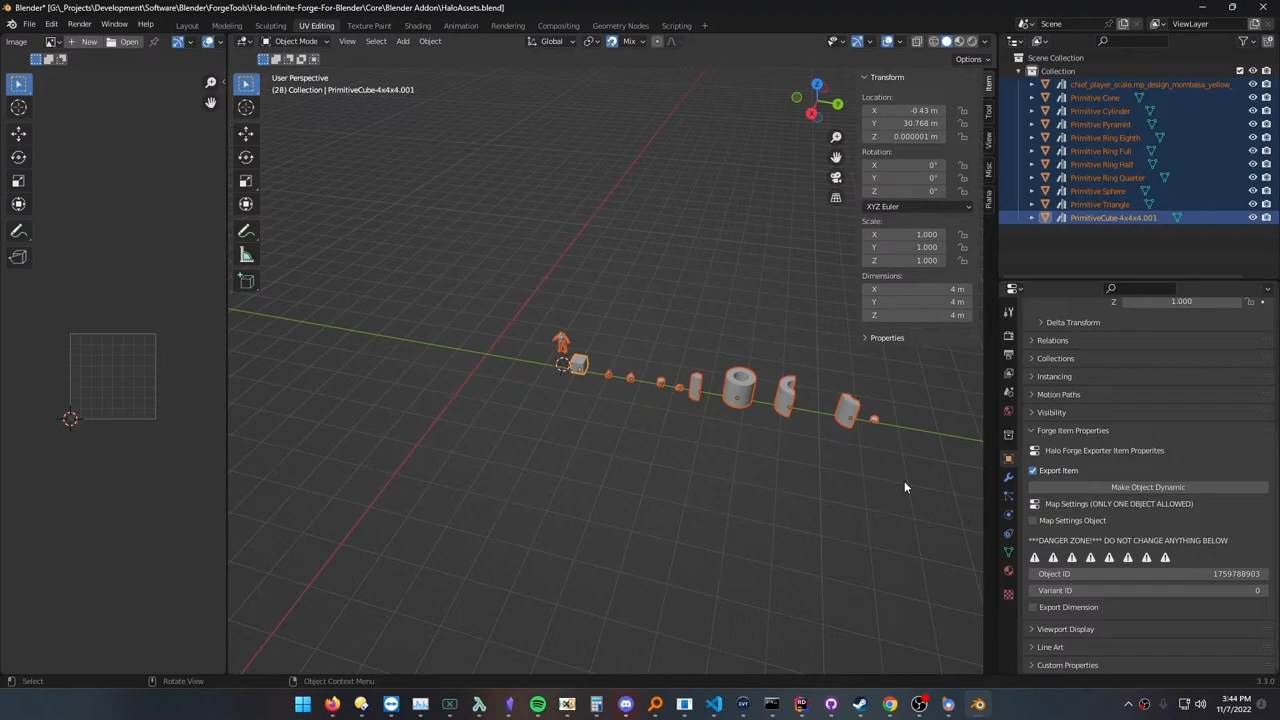 Blender* [G:\_Projects\Development\Software\Blender\ForgeTools\Halo-Infinite-Forge-For-Blender\Core\Blender Addon\HaloAssets.blend]
File Edit Render Window Help Layout Modeling Sculpting UV Editing Texture Paint Shading Animation Rendering Compositing Geometry Nodes Scripting + Scene ViewLayer
Image New Open Object Mode View Select Add Object Global Mix
Options
User Perspective
(28) Collection | PrimitiveCube-4x4x4.001
Z
Y
X
Transform
Location:
X -0.43 m
Y 30.768 m
Z 0.000001 m
Rotation:
X 0°
Y 0°
Z 0°
XYZ Euler
Scale:
X 1.000
Y 1.000
Z 1.000
Dimensions:
X 4 m
Y 4 m
Z 4 m
Properties
Item
Tool
View
Misc
Plana
Scene Collection
Collection
chief_player_scale.mp_design_mombasa_yellow_
Primitive Cone
Primitive Cylinder
Primitive Pyramid
Primitive Ring Eighth
Primitive Ring Full
Primitive Ring Half
Primitive Ring Quarter
Primitive Sphere
Primitive Triangle
PrimitiveCube-4x4x4.001
Z 1.000
Delta Transform
Relations
Collections
Instancing
Motion Paths
Visibility
Forge Item Properties
Halo Forge Exporter Item Properites
Export Item
Make Object Dynamic
Map Settings (ONLY ONE OBJECT ALLOWED)
Map Settings Object
***DANGER ZONE!**** DO NOT CHANGE ANYTHING BELOW
Object ID 1759788903
Variant ID 0
Export Dimension
Viewport Display
Line Art
Custom Properties
Select Rotate View Object Context Menu 3.3.0
3:44 PM
11/7/2022